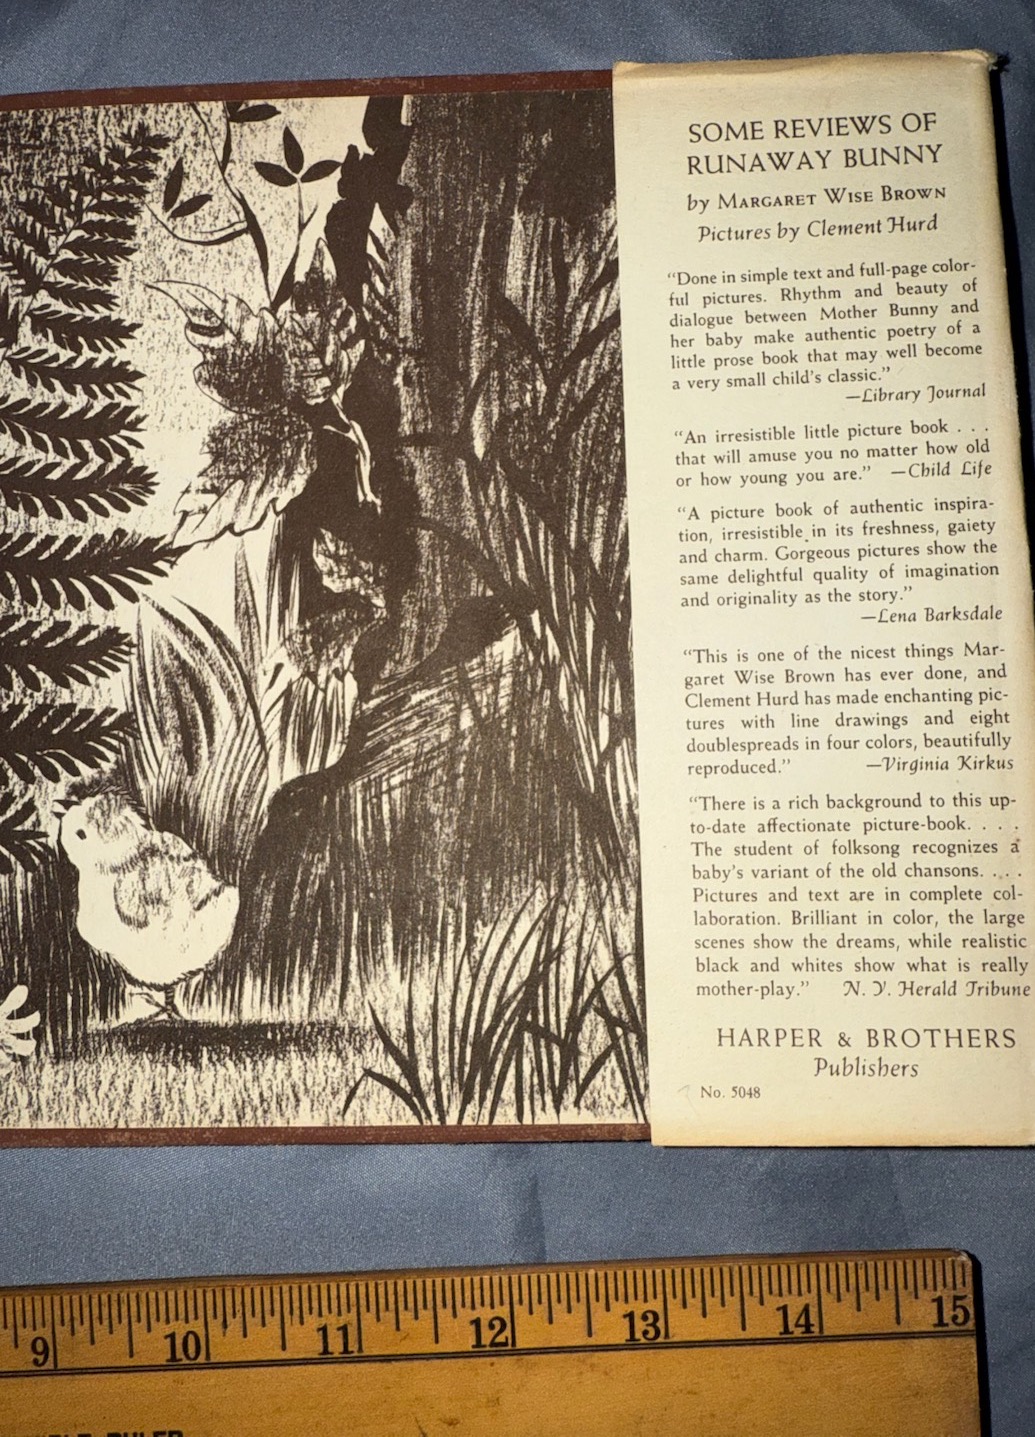 SOME REVIEWS OF
RUNAWAY BUNNY
by MARGARET WISE BROWN
Pictures by Clement Hurd
“Done in simple text and full-page color-
ful pictures. Rhythm and beauty of
dialogue between Mother Bunny and
her baby make authentic poetry of a
little prose book that may well become
a very small child’s classic.”
—Library Journal
“An irresistible little picture book . . .
that will amuse you no matter how old
or how young you are.” —Child Life
“A picture book of authentic inspira-
tion, irresistible in its freshness, gaiety
and charm. Gorgeous pictures show the
same delightful quality of imagination
and originality as the story.”
—Lena Barksdale
“This is one of the nicest things Mar-
garet Wise Brown has ever done, and
Clement Hurd has made enchanting pic-
tures with line drawings and eight
doublespreads in four colors, beautifully
reproduced.” —Virginia Kirkus
“There is a rich background to this up-
to-date affectionate picture-book. . . .
The student of folksong recognizes a
baby’s variant of the old chansons. . . .
Pictures and text are in complete col-
laboration. Brilliant in color, the large
scenes show the dreams, while realistic
black and whites show what is really
mother-play.” N. Y. Herald Tribune
HARPER & BROTHERS
Publishers
No. 5048
9 10 11 12 13 14 15
RULER